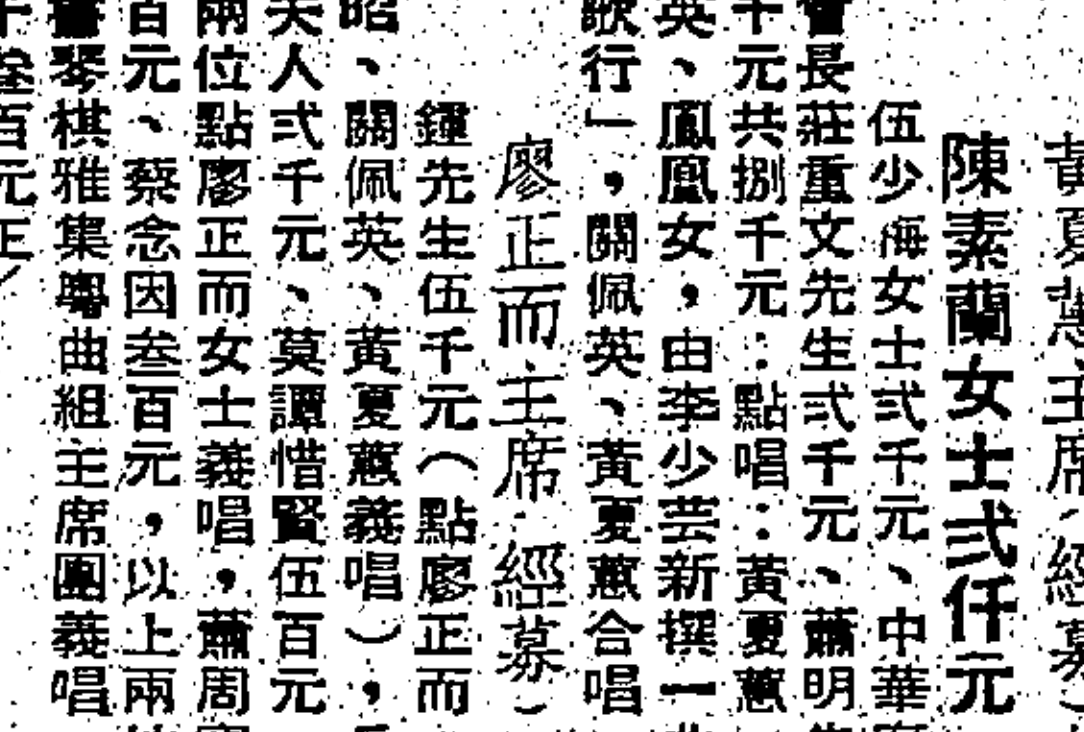 黃夏蕙主席（經募）
陳素蘭女士弍仟元
伍少梅女士弍千元、中華
會長莊重文先生弍千元、蕭明
千元共捌千元：點唱：黃夏蕙
英、鳳凰女，由李少芸新撰一
歌行」，關佩英、黃夏蕙合唱
廖正而主席（經募）
鍾先生伍千元（點廖正而
昭、關佩英、黃夏蕙義唱），
夫人弍千元、莫譚惜賢伍百元
兩位點廖正而女士義唱，蕭周
百元、蔡念因叁百元，以上兩
書琴棋雅集粵曲組主席團義唱
百元正